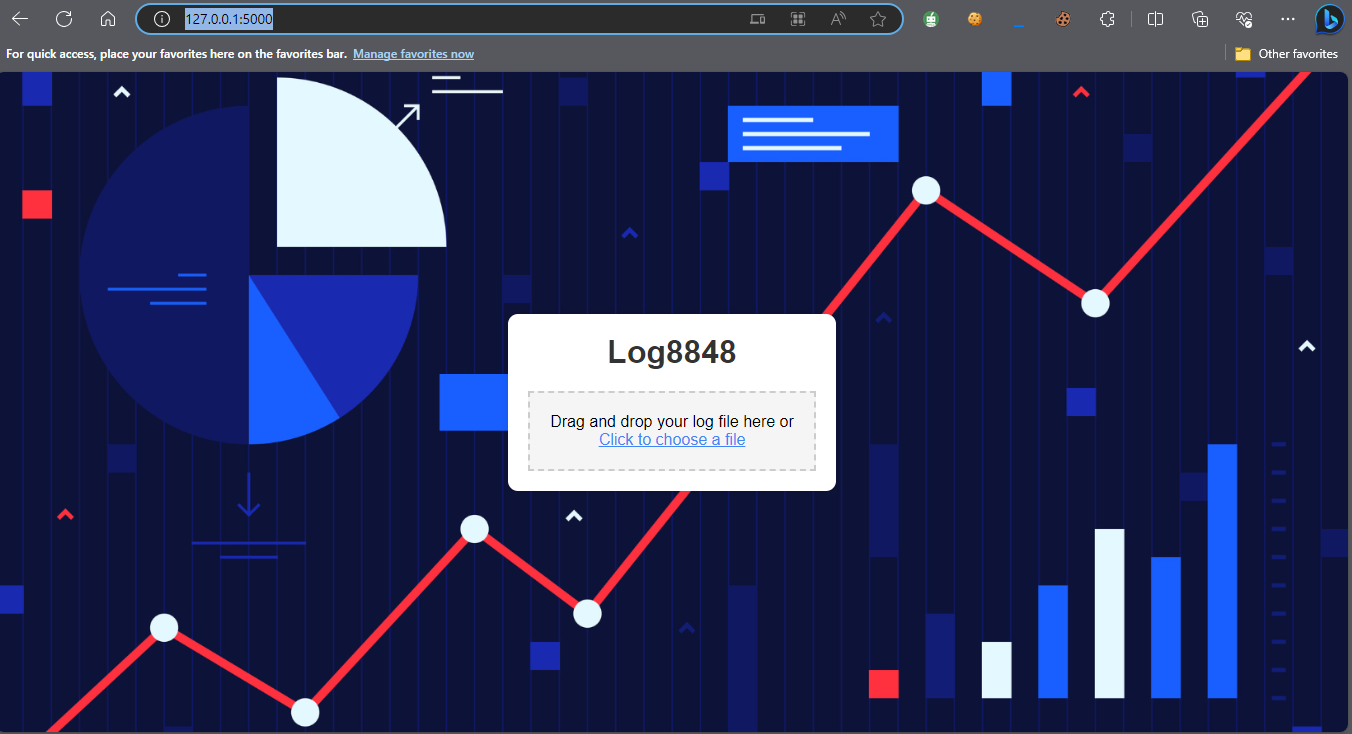 127.0.0.1:5000
For quick access, place your favorites here on the favorites bar. Manage favorites now
Other favorites
Log8848
Drag and drop your log file here or
Click to choose a file